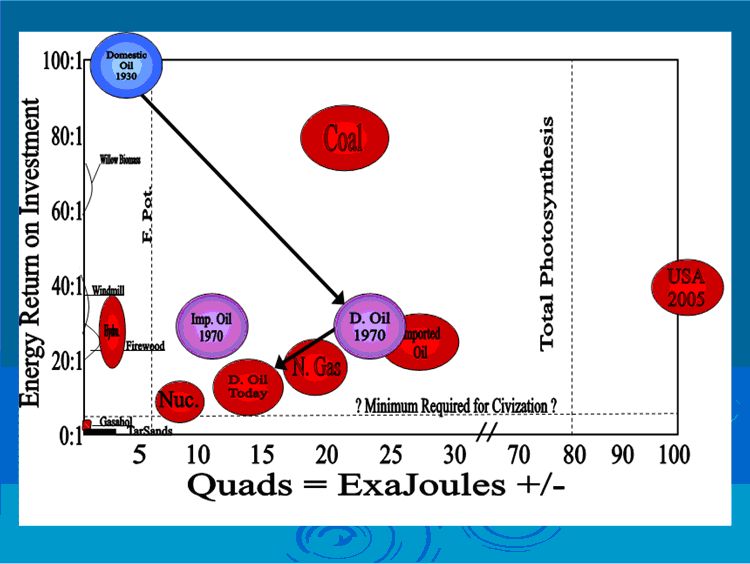 Energy Return on Investment
100:1
80:1
60:1
40:1
20:1
0:1
Domestic
Oil
1930
Coal
Willow Biomass
F. Pot.
Total Photosynthesis
USA
2005
Windmill
Hydro.
Firewood
Imp. Oil
1970
D. Oil
1970
Imported
Oil
N. Gas
D. Oil
Today
Nuc.
? Minimum Required for Civization ?
Gasahol
TarSands
5
10
15
20
25
30
//
70
80
90
100
Quads = ExaJoules +/-